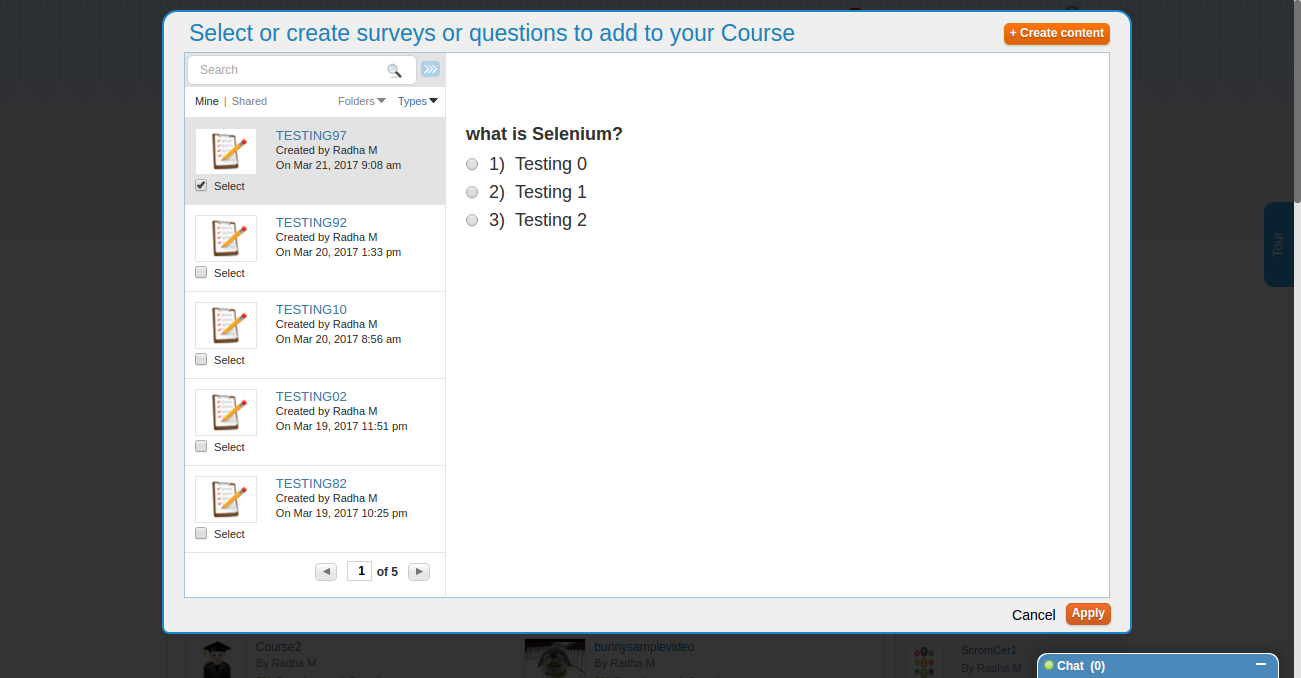 Select or create surveys or questions to add to your Course
+ Create content
Search
Mine | Shared
Folders
Types
TESTING97
Created by Radha M
On Mar 21, 2017 9:08 am
Select
TESTING92
Created by Radha M
On Mar 20, 2017 1:33 pm
Select
TESTING10
Created by Radha M
On Mar 20, 2017 8:56 am
Select
TESTING02
Created by Radha M
On Mar 19, 2017 11:51 pm
Select
TESTING82
Created by Radha M
On Mar 19, 2017 10:25 pm
Select
1 of 5
what is Selenium?
1) Testing 0
2) Testing 1
3) Testing 2
Cancel
Apply
Tour
Course2
By Radha M
bunnysamplevideo
By Radha M
ScromCer1
By Radha M
Chat (0)